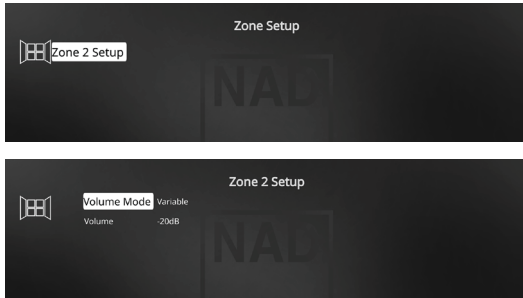 Zone Setup
Zone 2 Setup
NAD
Zone 2 Setup
Volume Mode Variable
Volume -20dB
NAD